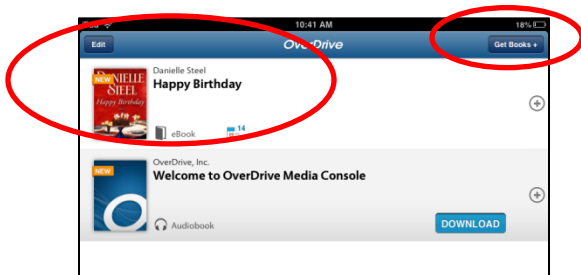 10:41 AM
18%
Edit
OverDrive
Get Books +
NEW
DANIELLE
STEEL
Happy Birthday
Danielle Steel
Happy Birthday
eBook
14
NEW
OverDrive, Inc.
Welcome to OverDrive Media Console
Audiobook
DOWNLOAD